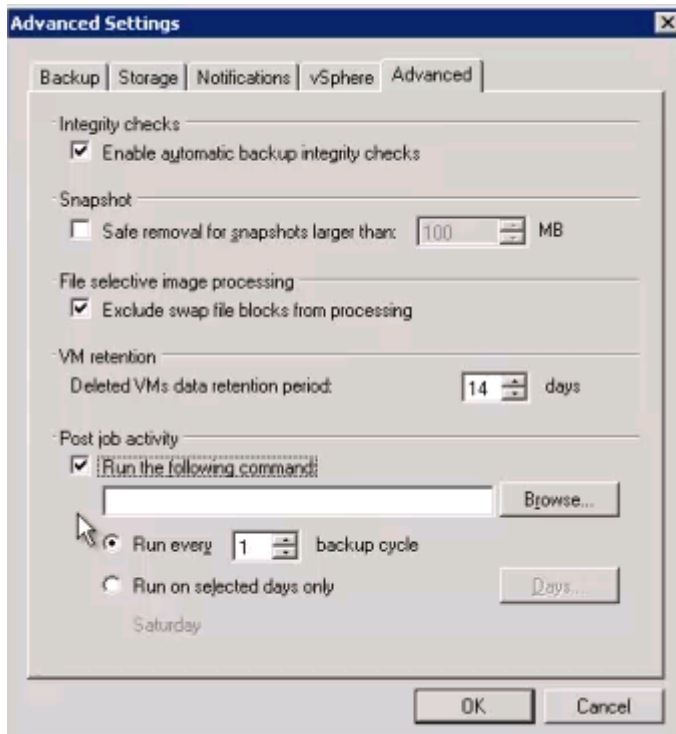 Advanced Settings
Backup Storage Notifications vSphere Advanced
Integrity checks
Enable automatic backup integrity checks
Snapshot
Safe removal for snapshots larger than: 100 MB
File selective image processing
Exclude swap file blocks from processing
VM retention
Deleted VMs data retention period: 14 days
Post job activity
Run the following command:
Browse...
Run every 1 backup cycle
Run on selected days only Days...
Saturday
OK Cancel